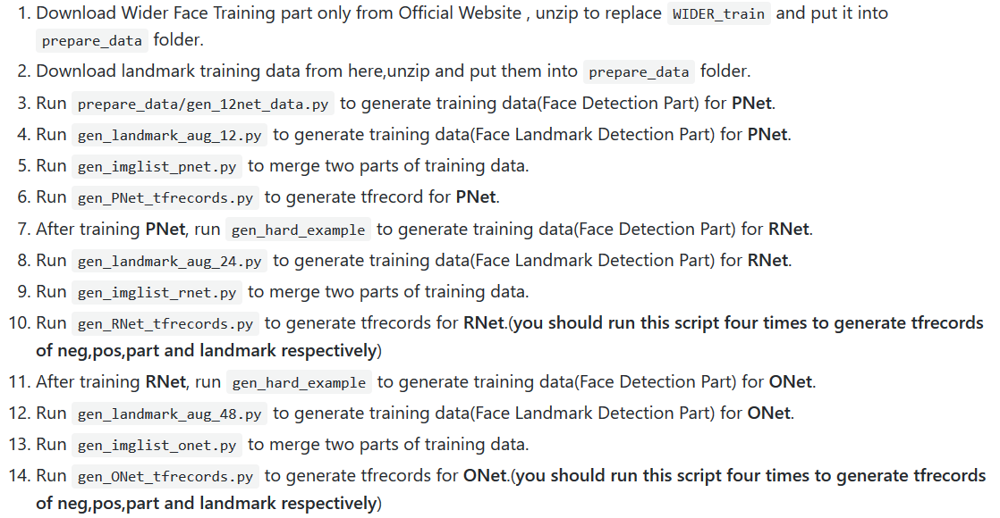 1. Download Wider Face Training part only from Official Website , unzip to replace WIDER_train and put it into
prepare_data folder.
2. Download landmark training data from here,unzip and put them into prepare_data folder.
3. Run prepare_data/gen_12net_data.py to generate training data(Face Detection Part) for PNet.
4. Run gen_landmark_aug_12.py to generate training data(Face Landmark Detection Part) for PNet.
5. Run gen_imglist_pnet.py to merge two parts of training data.
6. Run gen_PNet_tfrecords.py to generate tfrecord for PNet.
7. After training PNet, run gen_hard_example to generate training data(Face Detection Part) for RNet.
8. Run gen_landmark_aug_24.py to generate training data(Face Landmark Detection Part) for RNet.
9. Run gen_imglist_rnet.py to merge two parts of training data.
10. Run gen_RNet_tfrecords.py to generate tfrecords for RNet.(you should run this script four times to generate tfrecords
of neg,pos,part and landmark respectively)
11. After training RNet, run gen_hard_example to generate training data(Face Detection Part) for ONet.
12. Run gen_landmark_aug_48.py to generate training data(Face Landmark Detection Part) for ONet.
13. Run gen_imglist_onet.py to merge two parts of training data.
14. Run gen_ONet_tfrecords.py to generate tfrecords for ONet.(you should run this script four times to generate tfrecords
of neg,pos,part and landmark respectively)